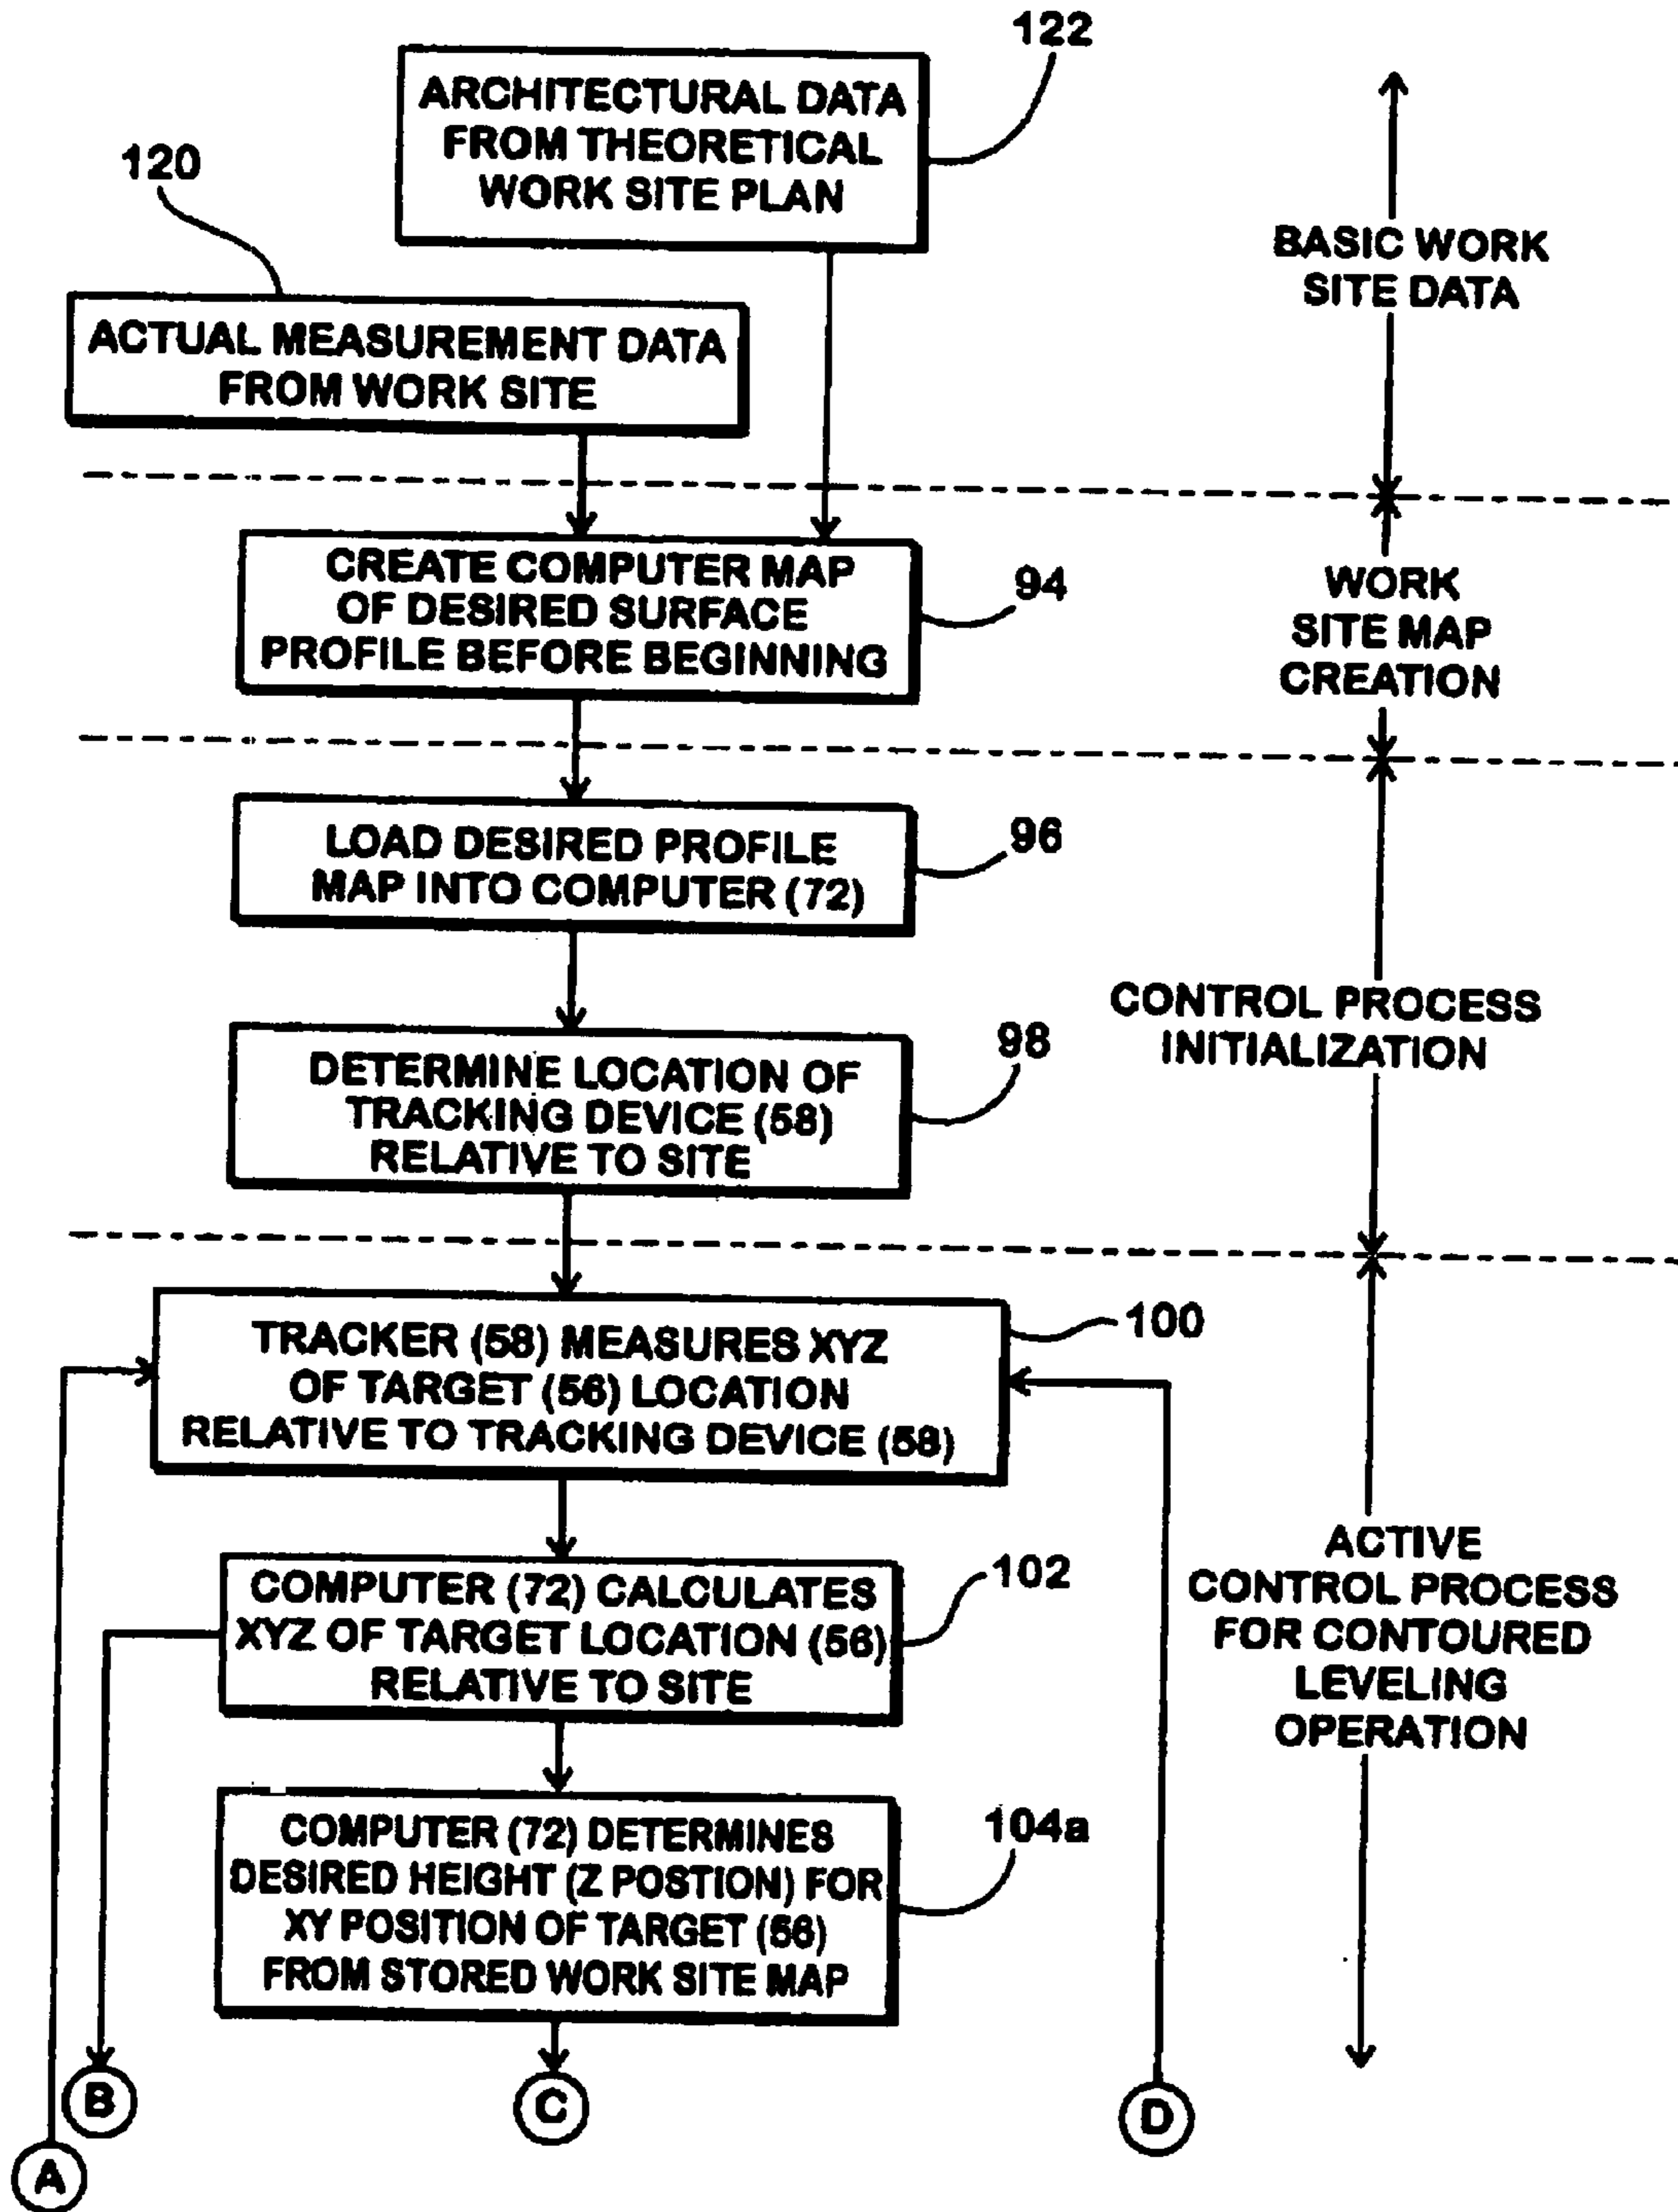 122
ARCHITECTURAL DATA
FROM THEORETICAL
WORK SITE PLAN
120
ACTUAL MEASUREMENT DATA
FROM WORK SITE
BASIC WORK
SITE DATA
CREATE COMPUTER MAP
OF DESIRED SURFACE
PROFILE BEFORE BEGINNING
94
WORK
SITE MAP
CREATION
LOAD DESIRED PROFILE
MAP INTO COMPUTER (72)
96
DETERMINE LOCATION OF
TRACKING DEVICE (58)
RELATIVE TO SITE
98
CONTROL PROCESS
INITIALIZATION
TRACKER (58) MEASURES XYZ
OF TARGET (56) LOCATION
RELATIVE TO TRACKING DEVICE (58)
100
COMPUTER (72) CALCULATES
XYZ OF TARGET LOCATION (56)
RELATIVE TO SITE
102
ACTIVE
CONTROL PROCESS
FOR CONTOURED
LEVELING
OPERATION
COMPUTER (72) DETERMINES
DESIRED HEIGHT (Z POSTION) FOR
XY POSITION OF TARGET (56)
FROM STORED WORK SITE MAP
104a
B
C
D
A